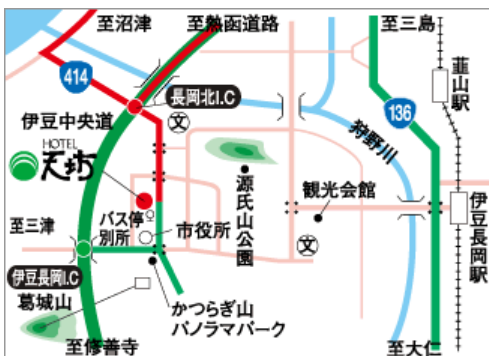 至沼津
至熱函道路
至三島
414
長岡北I.C
韮山駅
136
伊豆中央道
文
狩野川
HOTEL
天坊
源氏山公園
観光会館
バス停
別所
市役所
伊豆長岡駅
至三津
文
伊豆長岡I.C
葛城山
かつらぎ山
パノラマパーク
至修善寺
至大仁